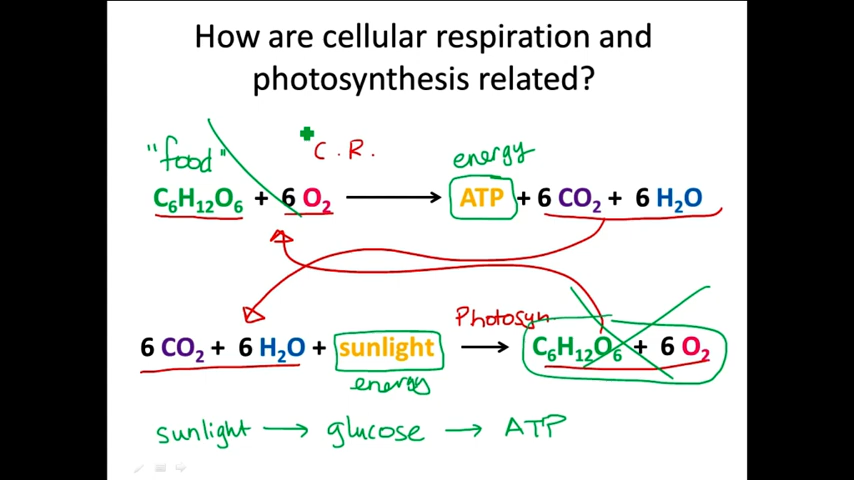 How are cellular respiration and
photosynthesis related?
"food" C. R. energy
C₆H₁₂O₆ + 6 O₂ ⟶ ATP + 6 CO₂ + 6 H₂O
Photosyn.
6 CO₂ + 6 H₂O + sunlight ⟶ C₆H₁₂O₆ + 6 O₂
energy
sunlight ⟶ glucose ⟶ ATP